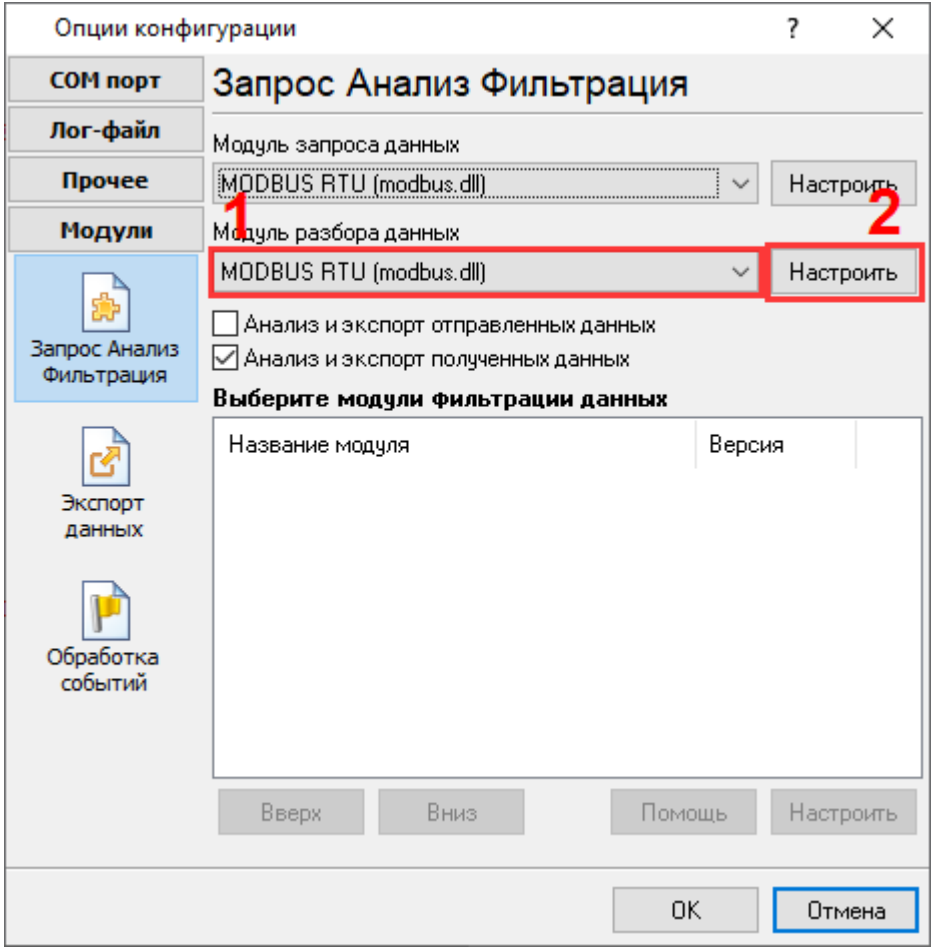 Опции конфигурации
?
COM порт
Лог-файл
Прочее
Модули
Запрос Анализ
Фильтрация
Экспорт
данных
Обработка
событий
Запрос Анализ Фильтрация
Модуль запроса данных
MODBUS RTU (modbus.dll)
Настроить
1
2
Модуль разбора данных
MODBUS RTU (modbus.dll)
Настроить
Анализ и экспорт отправленных данных
Анализ и экспорт полученных данных
Выберите модули фильтрации данных
Название модуля
Версия
Вверх
Вниз
Помощь
Настроить
OK
Отмена